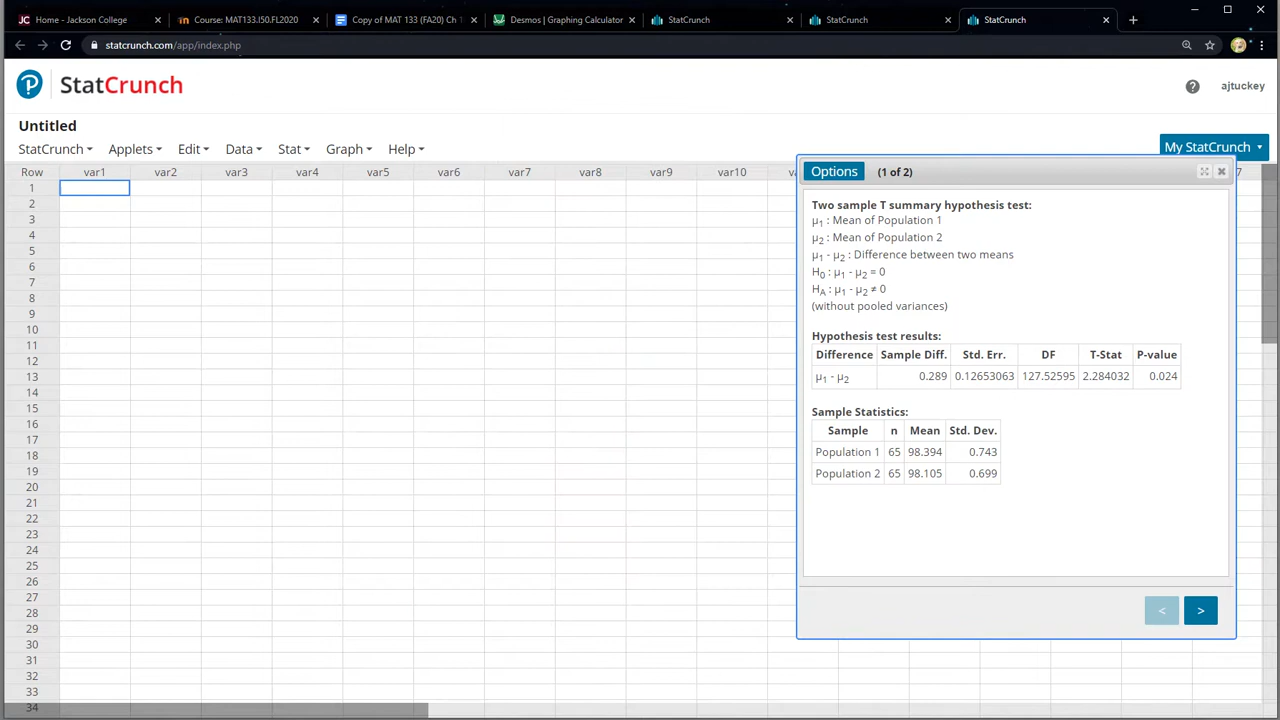 Home - Jackson College
Course: MAT133.I50.FL2020
Copy of MAT 133 (FA20) Ch 1
Desmos | Graphing Calculator Ch
StatCrunch
StatCrunch
StatCrunch
statcrunch.com/app/index.php
StatCrunch
ajtuckey
Untitled
StatCrunch Applets Edit Data Stat Graph Help
My StatCrunch
Row var1 var2 var3 var4 var5 var6 var7 var8 var9 var10
1
2
3
4
5
6
7
8
9
10
11
12
13
14
15
16
17
18
19
20
21
22
23
24
25
26
27
28
29
30
31
32
33
34
Options (1 of 2)
Two sample T summary hypothesis test:
μ1 : Mean of Population 1
μ2 : Mean of Population 2
μ1 - μ2 : Difference between two means
H0 : μ1 - μ2 = 0
HA : μ1 - μ2 ≠ 0
(without pooled variances)
Hypothesis test results:
Difference Sample Diff. Std. Err. DF T-Stat P-value
μ1 - μ2 0.289 0.12653063 127.52595 2.284032 0.024
Sample Statistics:
Sample n Mean Std. Dev.
Population 1 65 98.394 0.743
Population 2 65 98.105 0.699
< >